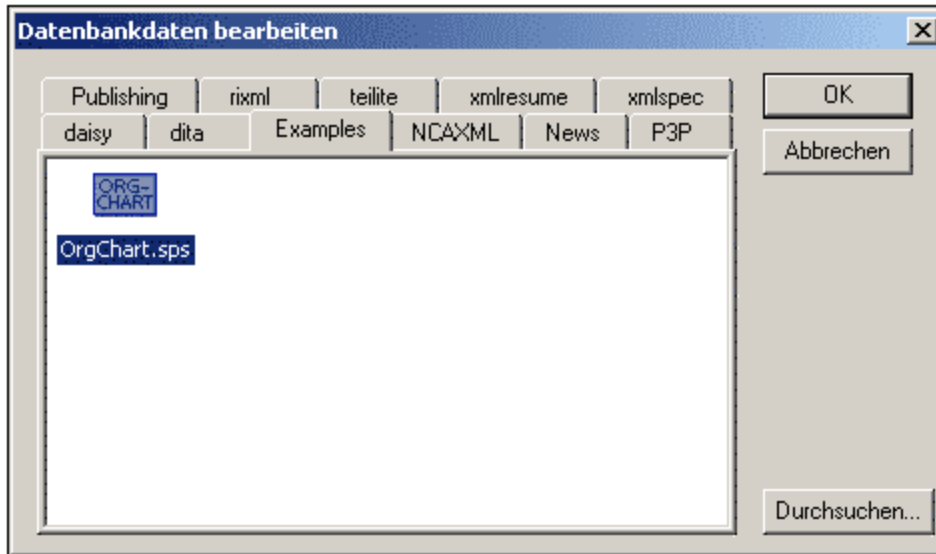 Datenbankdaten bearbeiten
Publishing rixml teilite xmlresume xmlspec
OK
daisy dita Examples NCAXML News P3P
Abbrechen
ORG-
CHART
OrgChart.sps
Durchsuchen...